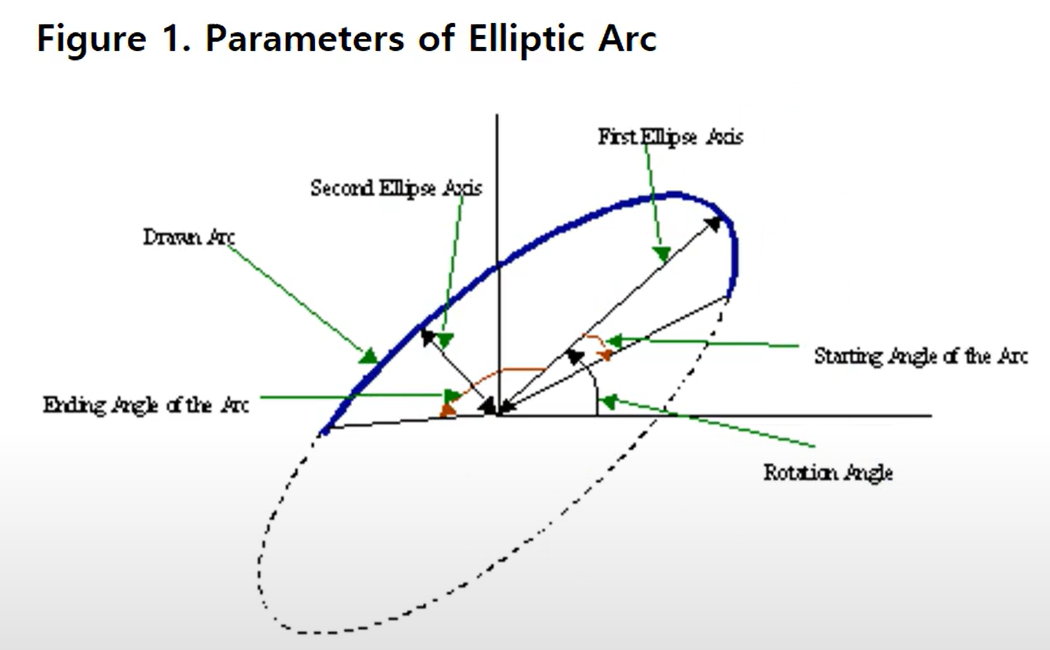 Figure 1. Parameters of Elliptic Arc
First Ellipse Axis
Second Ellipse Axis
Drawn Arc
Starting Angle of the Arc
Ending Angle of the Arc
Rotation Angle